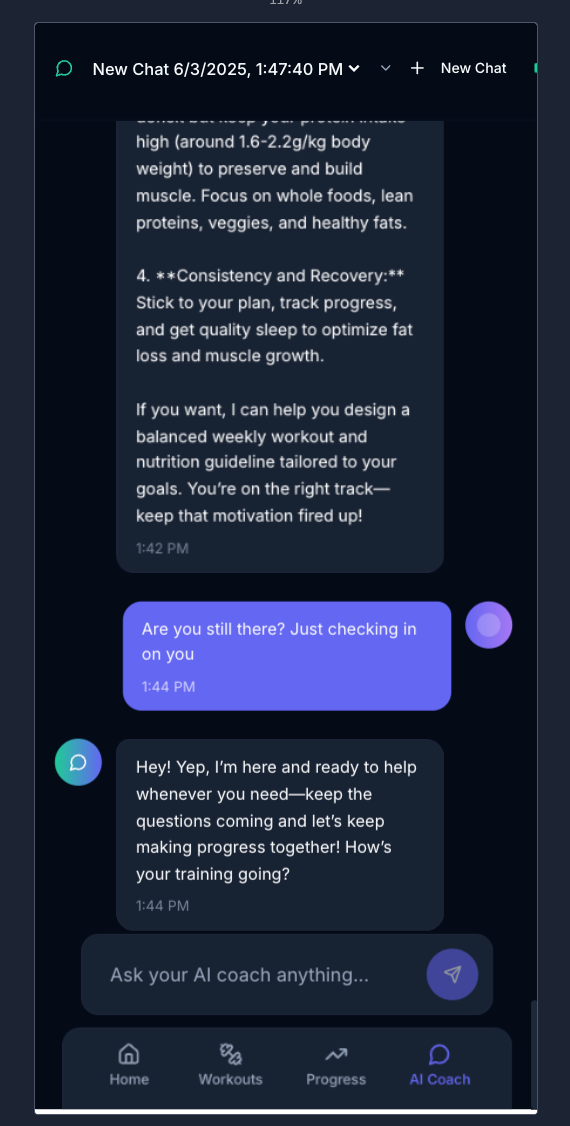 117%
New Chat 6/3/2025, 1:47:40 PM
New Chat
deficit but keep your protein intake
high (around 1.6-2.2g/kg body
weight) to preserve and build
muscle. Focus on whole foods, lean
proteins, veggies, and healthy fats.
4. **Consistency and Recovery:**
Stick to your plan, track progress,
and get quality sleep to optimize fat
loss and muscle growth.
If you want, I can help you design a
balanced weekly workout and
nutrition guideline tailored to your
goals. You’re on the right track—
keep that motivation fired up!
1:42 PM
Are you still there? Just checking in
on you
1:44 PM
Hey! Yep, I’m here and ready to help
whenever you need—keep the
questions coming and let’s keep
making progress together! How’s
your training going?
1:44 PM
Ask your AI coach anything...
Home
Workouts
Progress
AI Coach